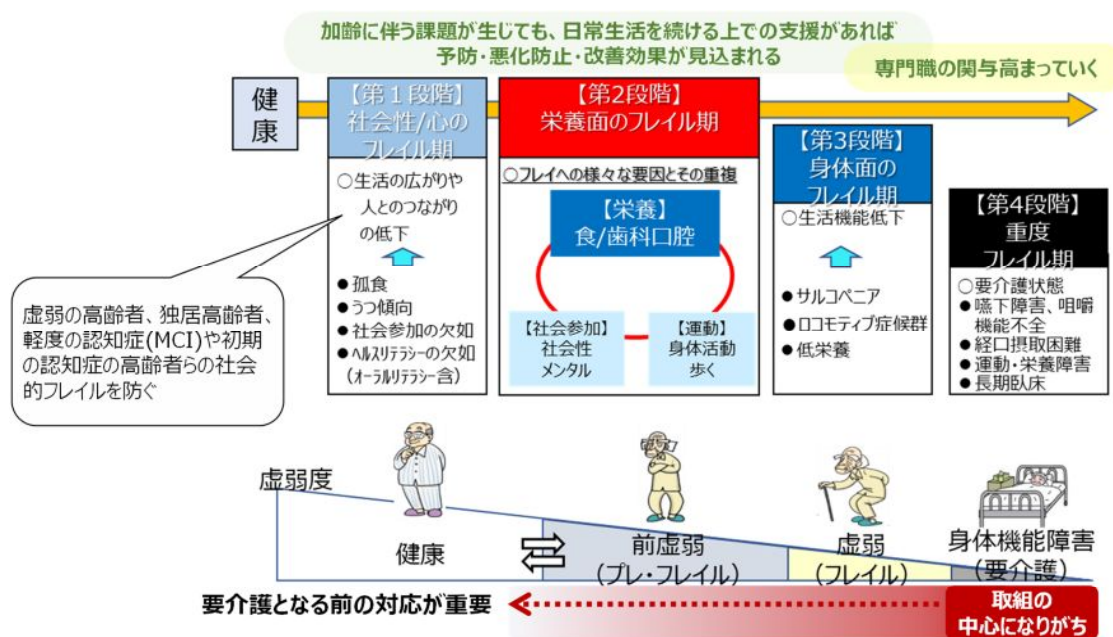 加齢に伴う課題が生じても、日常生活を続ける上での支援があれば
予防・悪化防止・改善効果が見込まれる
専門職の関与高まっていく
健
康
【第１段階】
社会性/心の
フレイル期
○生活の広がりや
人とのつながり
の低下
●孤食
●うつ傾向
●社会参加の欠如
●ﾍﾙｽﾘﾃﾗｼｰの欠如
(ｵｰﾗﾙﾘﾃﾗｼｰ含)
虚弱の高齢者、独居高齢者、
軽度の認知症(MCI)や初期
の認知症の高齢者らの社会
的フレイルを防ぐ
【第2段階】
栄養面のフレイル期
○フレイへの様々な要因とその重複
【栄養】
食/歯科口腔
【社会参加】
社会性
メンタル
【運動】
身体活動
歩く
【第3段階】
身体面の
フレイル期
○生活機能低下
●サルコペニア
●ロコモティブ症候群
●低栄養
【第4段階】
重度
フレイル期
○要介護状態
●嚥下障害、咀嚼
機能不全
●経口摂取困難
●運動・栄養障害
●長期臥床
虚弱度
健康
前虚弱
(プレ・フレイル)
虚弱
(フレイル)
身体機能障害
(要介護)
要介護となる前の対応が重要
取組の
中心になりがち